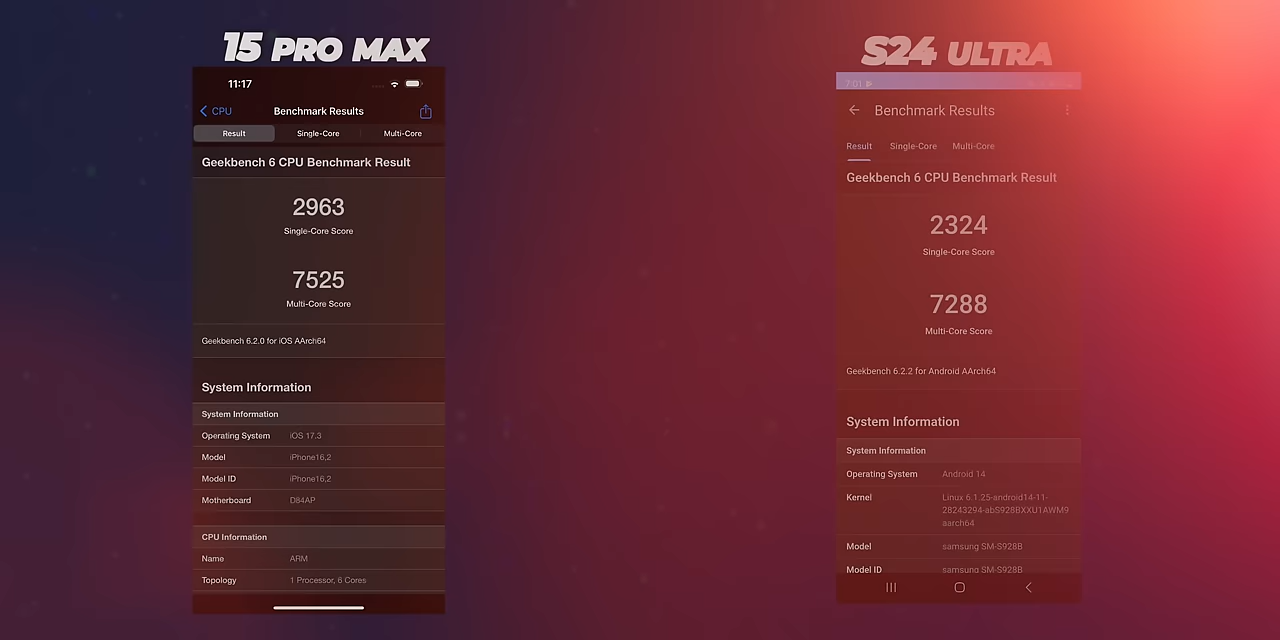 15 PRO MAX
11:17
CPU
Benchmark Results
Result Single-Core Multi-Core
Geekbench 6 CPU Benchmark Result
2963
Single-Core Score
7525
Multi-Core Score
Geekbench 6.2.0 for iOS AArch64
System Information
System Information
Operating System iOS 17.3
Model iPhone16,2
Model ID iPhone16,2
Motherboard D84AP
CPU Information
Name ARM
Topology 1 Processor, 6 Cores
S24 ULTRA
7:01
Benchmark Results
Result Single-Core Multi-Core
Geekbench 6 CPU Benchmark Result
2324
Single-Core Score
7288
Multi-Core Score
Geekbench 6.2.2 for Android AArch64
System Information
System Information
Operating System Android 14
Kernel Linux 6.1.25-android14-11-
28243294-abS928BXXU1AWM9
aarch64
Model samsung SM-S928B
Model ID samsung SM-S928B